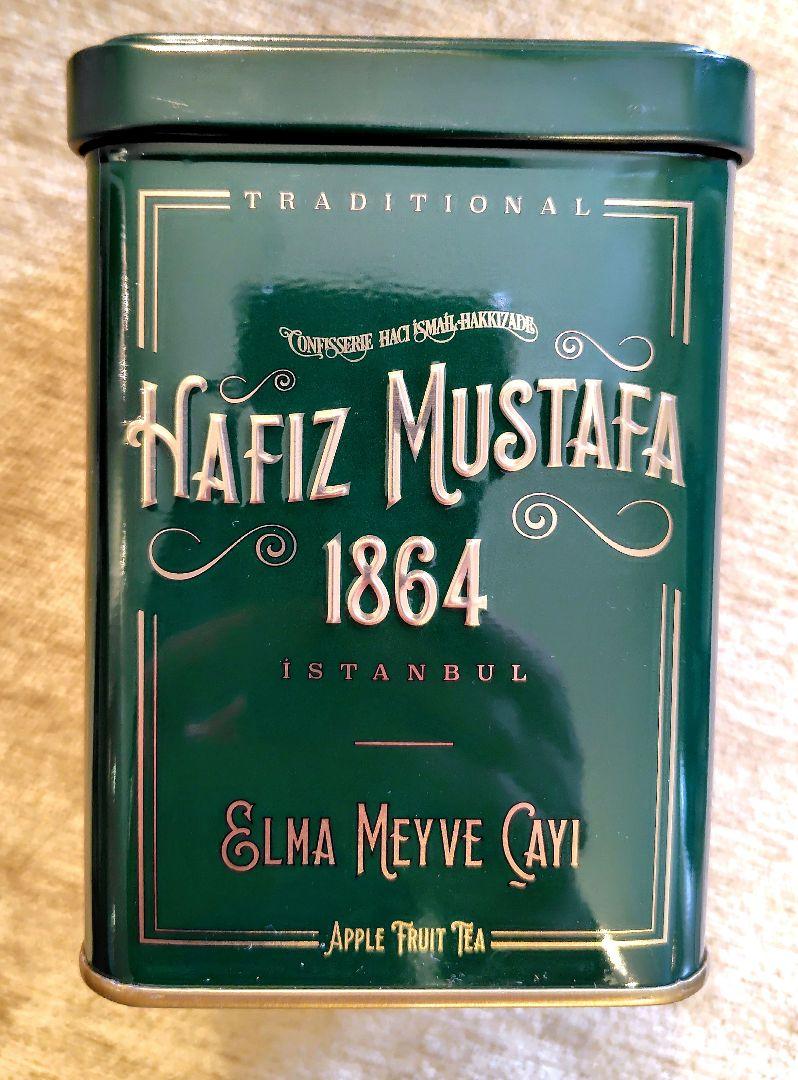 TRADITIONAL
CONFISSERIE HACI İSMAİL HAKKIZADE
HAFIZ MUSTAFA
1864
İSTANBUL
ELMA MEYVE ÇAYI
APPLE FRUIT TEA